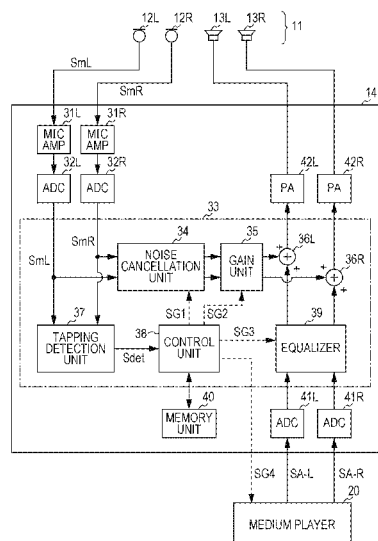 12L 12R 13L 13R
11
SmL
SmR
14
31L 31R
MIC AMP MIC AMP
32L 32R
ADC ADC
42L 42R
PA PA
33
SmR
34 35
36L
SmL
NOISE CANCELLATION UNIT
GAIN UNIT
+
+
36R
+
+
37
SG1 SG2
38
39
SG3
TAPPING DETECTION UNIT
CONTROL UNIT
EQUALIZER
Sdet
40
41L 41R
MEMORY UNIT
ADC ADC
SG4 SA-L SA-R
20
MEDIUM PLAYER